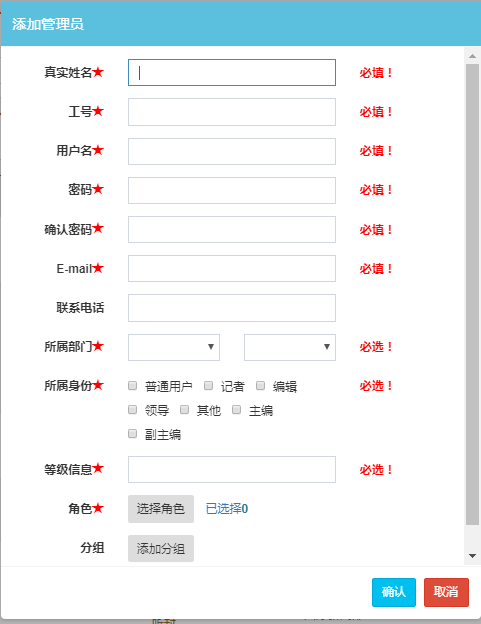 添加管理员
真实姓名★ 必填！
工号★ 必填！
用户名★ 必填！
密码★ 必填！
确认密码★ 必填！
E-mail★ 必填！
联系电话
所属部门★ 必选！
所属身份★ 普通用户 记者 编辑 必选！
领导 其他 主编
副主编
等级信息★ 必选！
角色★ 选择角色 已选择0
分组 添加分组
确认 取消